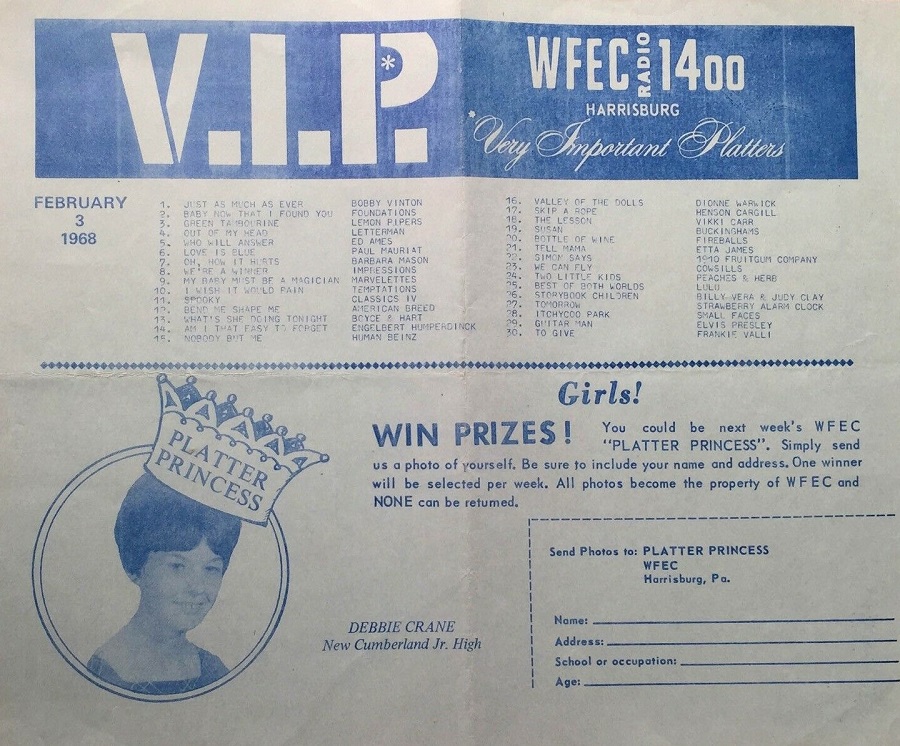 V.I.P.*
WFEC RADIO 1400
HARRISBURG
*Very Important Platters
FEBRUARY
3
1968
1. JUST AS MUCH AS EVER BOBBY VINTON
2. BABY NOW THAT I FOUND YOU FOUNDATIONS
3. GREEN TAMBOURINE LEMON PIPERS
4. OUT OF MY HEAD LETTERMAN
5. WHO WILL ANSWER ED AMES
6. LOVE IS BLUE PAUL MAURIAT
7. OH, HOW IT HURTS BARBARA MASON
8. WE'RE A WINNER IMPRESSIONS
9. MY BABY MUST BE A MAGICIAN MARVELETTES
10. I WISH IT WOULD RAIN TEMPTATIONS
11. SPOOKY CLASSICS IV
12. BEND ME SHAPE ME AMERICAN BREED
13. WHAT'S SHE DOING TONIGHT BOYCE & HART
14. AM I THAT EASY TO FORGET ENGELBERT HUMPERDINCK
15. NOBODY BUT ME HUMAN BEINZ
16. VALLEY OF THE DOLLS DIONNE WARWICK
17. SKIP A ROPE HENSON CARGILL
18. THE LESSON VIKKI CARR
19. SUSAN BUCKINGHAMS
20. BOTTLE OF WINE FIREBALLS
21. TELL MAMA ETTA JAMES
22. SIMON SAYS 1910 FRUITGUM COMPANY
23. WE CAN FLY COWSILLS
24. TWO LITTLE KIDS PEACHES & HERB
25. BEST OF BOTH WORLDS LULU
26. STORYBOOK CHILDREN BILLY VERA & JUDY CLAY
27. TOMORROW STRAWBERRY ALARM CLOCK
28. ITCHYCOO PARK SMALL FACES
29. GUITAR MAN ELVIS PRESLEY
30. TO GIVE FRANKIE VALLI
PLATTER
PRINCESS
Girls!
WIN PRIZES! You could be next week's WFEC
"PLATTER PRINCESS". Simply send
us a photo of yourself. Be sure to include your name and address. One winner
will be selected per week. All photos become the property of WFEC and
NONE can be returned.
DEBBIE CRANE
New Cumberland Jr. High
Send Photos to: PLATTER PRINCESS
WFEC
Harrisburg, Pa.
Name:
Address:
School or occupation:
Age: